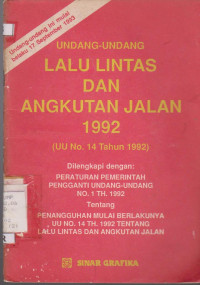 Undang-undang ini mulai
berlaku 17 September 1993
UNDANG-UNDANG
LALU LINTAS
DAN
ANGKUTAN JALAN
1992
(UU No. 14 Tahun 1992)
Dilengkapi dengan:
PERATURAN PEMERINTAH
PENGGANTI UNDANG-UNDANG
NO. 1 TH. 1992
Tentang
PENANGGUHAN MULAI BERLAKUNYA
UU NO. 14 TH. 1992 TENTANG
LALU LINTAS DAN ANGKUTAN JALAN
SINAR GRAFIKA